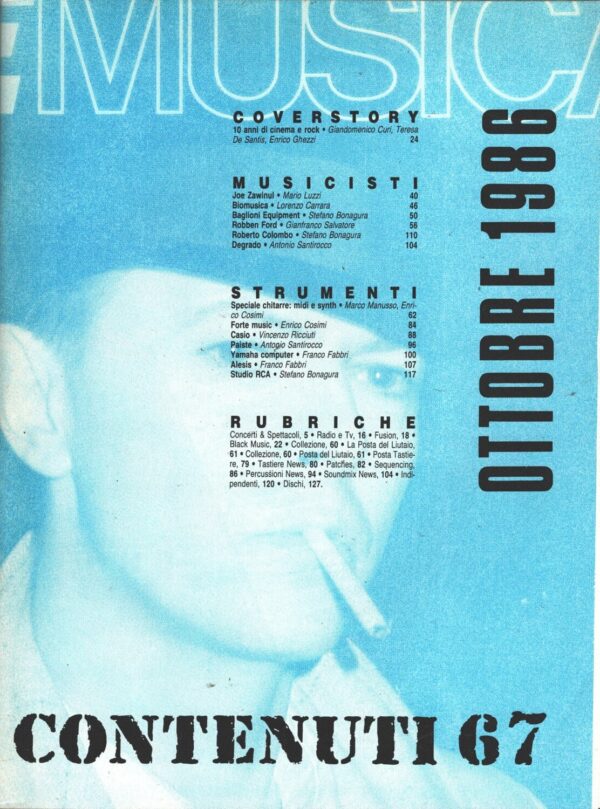 EMUSICA
COVERSTORY
10 anni di cinema e rock • Giandomenico Curi, Teresa
De Santis, Enrico Ghezzi 24
MUSICISTI
Joe Zawinul • Mario Luzzi 40
Biomusica • Lorenzo Carrara 46
Baglioni Equipment • Stefano Bonagura 50
Robben Ford • Gianfranco Salvatore 56
Roberto Colombo • Stefano Bonagura 110
Degrado • Antonio Santirocco 104
STRUMENTI
Speciale chitarre: midi e synth • Marco Manusso, Enri-
co Cosimi 62
Forte music • Enrico Cosimi 84
Casio • Vincenzo Ricciuti 88
Paiste • Antogio Santirocco 96
Yamaha computer • Franco Fabbri 100
Alesis • Franco Fabbri 107
Studio RCA • Stefano Bonagura 117
RUBRICHE
Concerti & Spettacoli, 5 • Radio e Tv, 16 • Fusion, 18 •
Black Music, 22 • Collezione, 60 • La Posta del Liutaio,
61 • Collezione, 60 • Posta del Liutaio, 61 • Posta Tastie-
re, 79 • Tastiere News, 80 • Patches, 82 • Sequencing,
86 • Percussioni News, 94 • Soundmix News, 104 • Indi-
pendenti, 120 • Dischi, 127.
OTTOBRE 1986
CONTENUTI 67